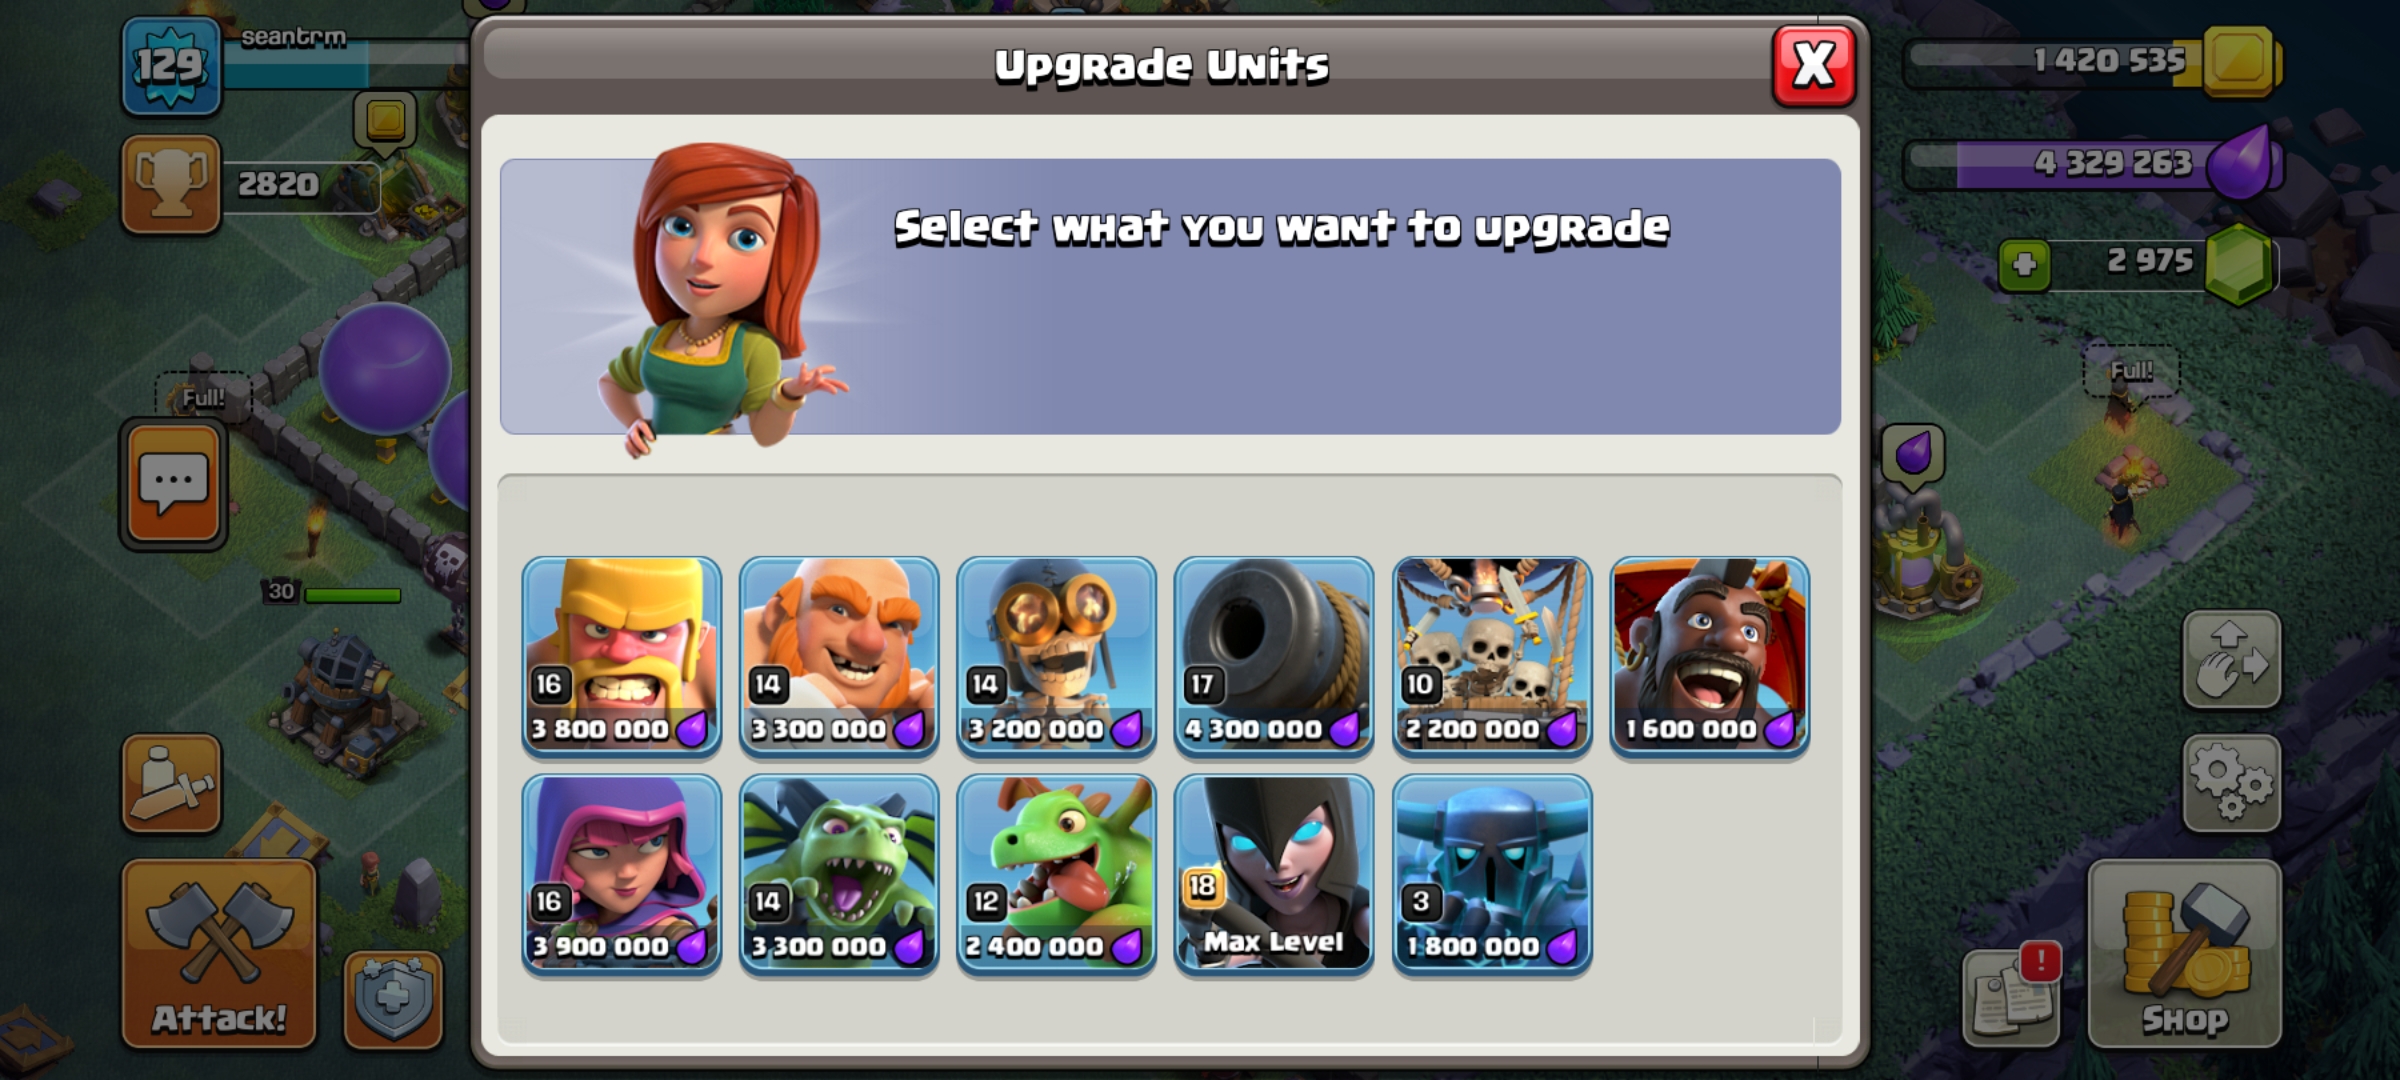 129
seantrm
2820
Full!
30
Attack!
Upgrade Units
X
Select what you want to upgrade
16
3 800 000
14
3 300 000
14
3 200 000
17
4 300 000
10
2 200 000
1 600 000
16
3 900 000
14
3 300 000
12
2 400 000
18
Max Level
3
1 800 000
1 420 535
4 329 263
2 975
Full!
!
Shop